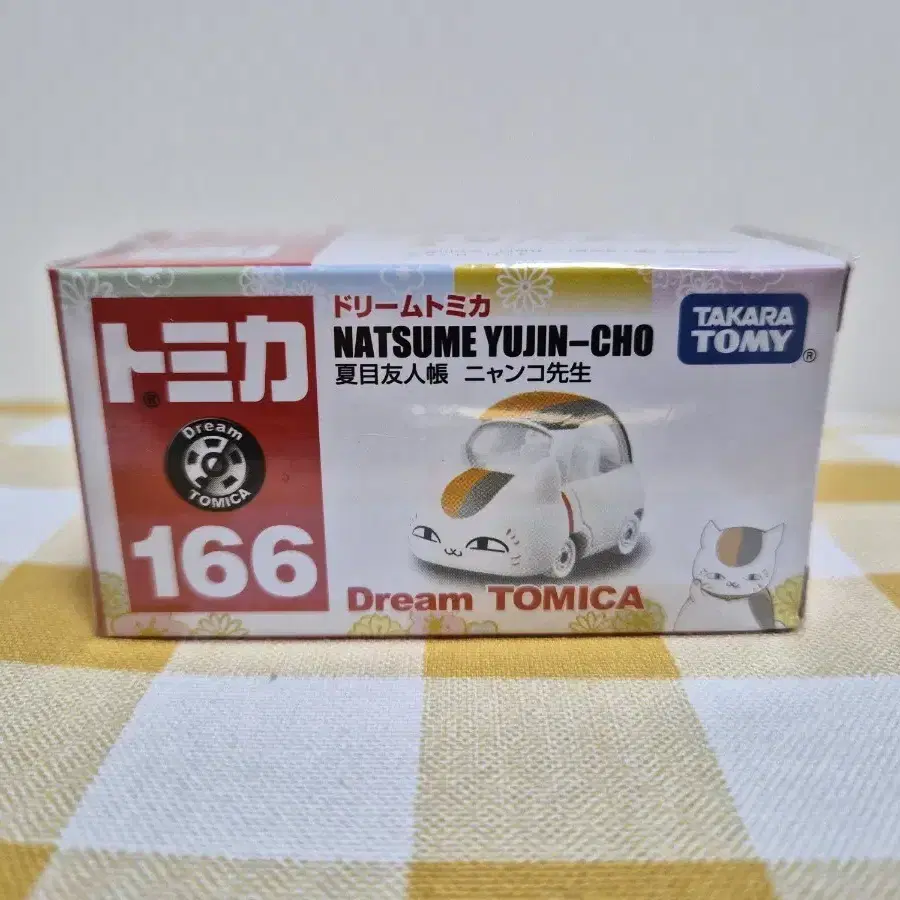 トミカ
®
Dream
TOMICA
166
ドリームトミカ
NATSUME YUJIN-CHO
夏目友人帳 ニャンコ先生
Dream TOMICA
TAKARA
TOMY
®